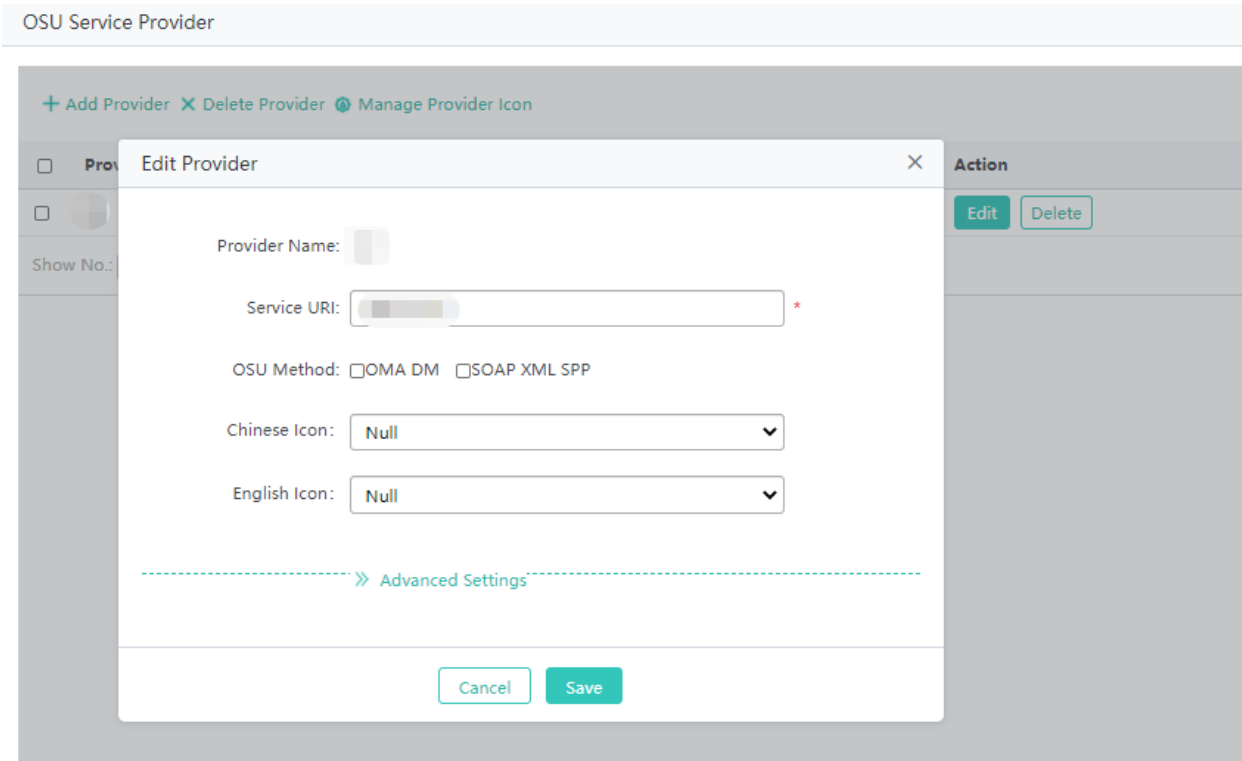 OSU Service Provider
Add Provider Delete Provider Manage Provider Icon
Edit Provider
Action
Edit Delete
Provider Name:
Show No.:
Service URI: *
OSU Method: OMA DM SOAP XML SPP
Chinese Icon: Null
English Icon: Null
Advanced Settings
Cancel Save